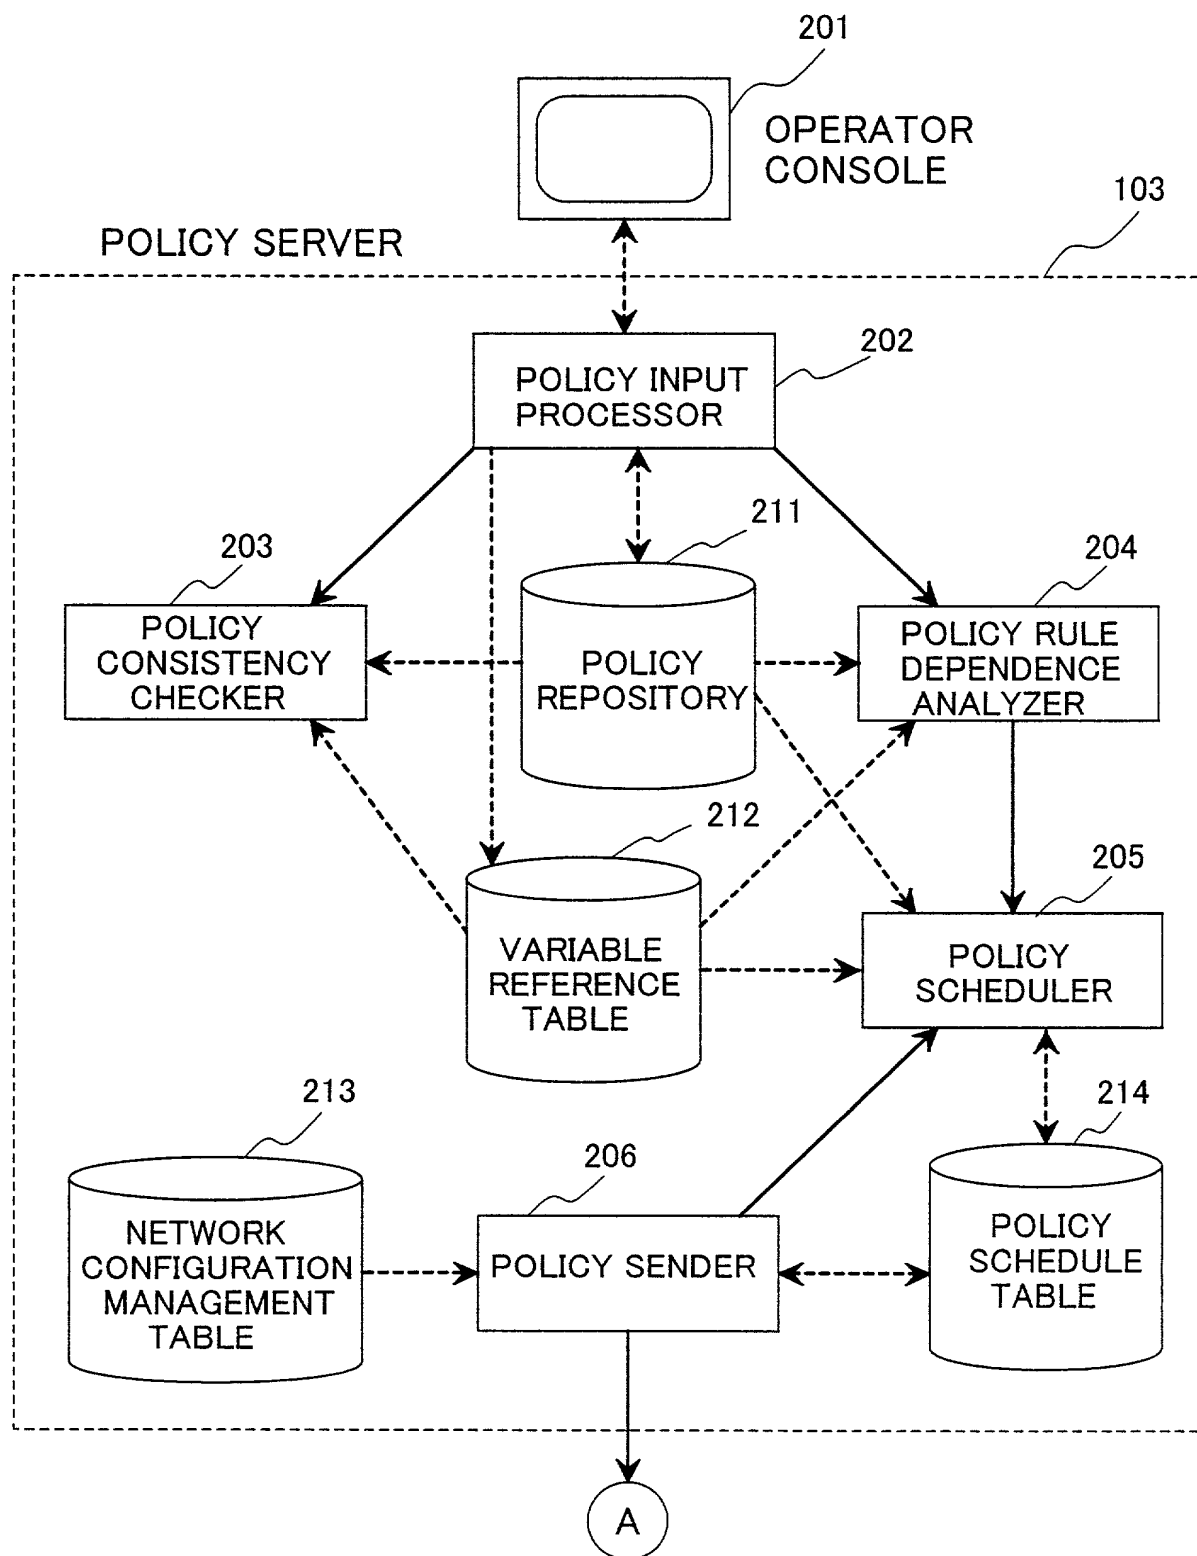 201
OPERATOR
CONSOLE
103
POLICY SERVER
202
POLICY INPUT
PROCESSOR
211
203
204
POLICY
CONSISTENCY
CHECKER
POLICY
REPOSITORY
POLICY RULE
DEPENDENCE
ANALYZER
212
205
VARIABLE
REFERENCE
TABLE
POLICY
SCHEDULER
213
214
206
NETWORK
CONFIGURATION
MANAGEMENT
TABLE
POLICY SENDER
POLICY
SCHEDULE
TABLE
A